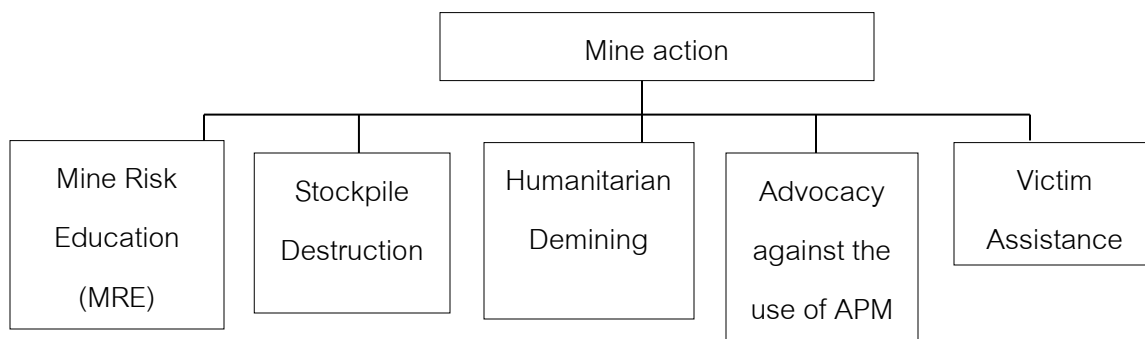 Mine action
Mine Risk
Education
(MRE)
Stockpile
Destruction
Humanitarian
Demining
Advocacy
against the
use of APM
Victim
Assistance